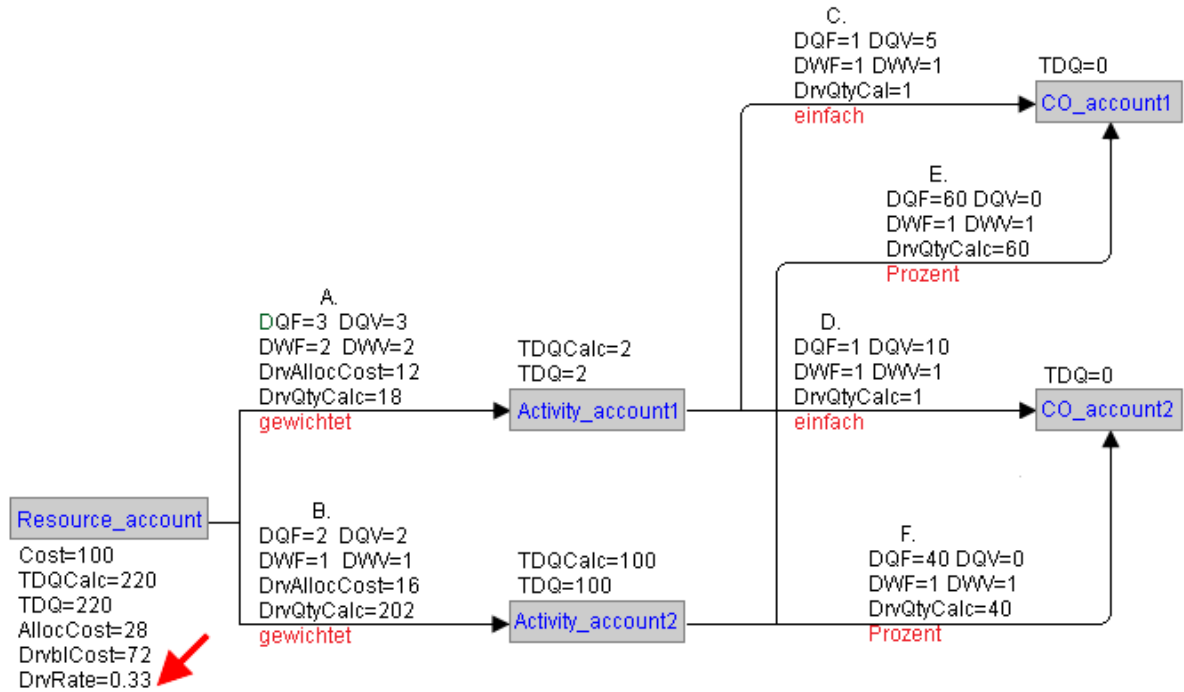 C.
DQF=1 DQV=5
DWF=1 DWV=1
DrvQtyCal=1
einfach
TDQ=0
CO_account1
E.
DQF=60 DQV=0
DWF=1 DWV=1
DrvQtyCalc=60
Prozent
A.
DQF=3 DQV=3
DWF=2 DWV=2
DrvAllocCost=12
DrvQtyCalc=18
gewichtet
TDQCalc=2
TDQ=2
Activity_account1
D.
DQF=1 DQV=10
DWF=1 DWV=1
DrvQtyCalc=1
einfach
TDQ=0
CO_account2
Resource_account
Cost=100
TDQCalc=220
TDQ=220
AllocCost=28
DrvblCost=72
DrvRate=0.33
B.
DQF=2 DQV=2
DWF=1 DWV=1
DrvAllocCost=16
DrvQtyCalc=202
gewichtet
TDQCalc=100
TDQ=100
Activity_account2
F.
DQF=40 DQV=0
DWF=1 DWV=1
DrvQtyCalc=40
Prozent